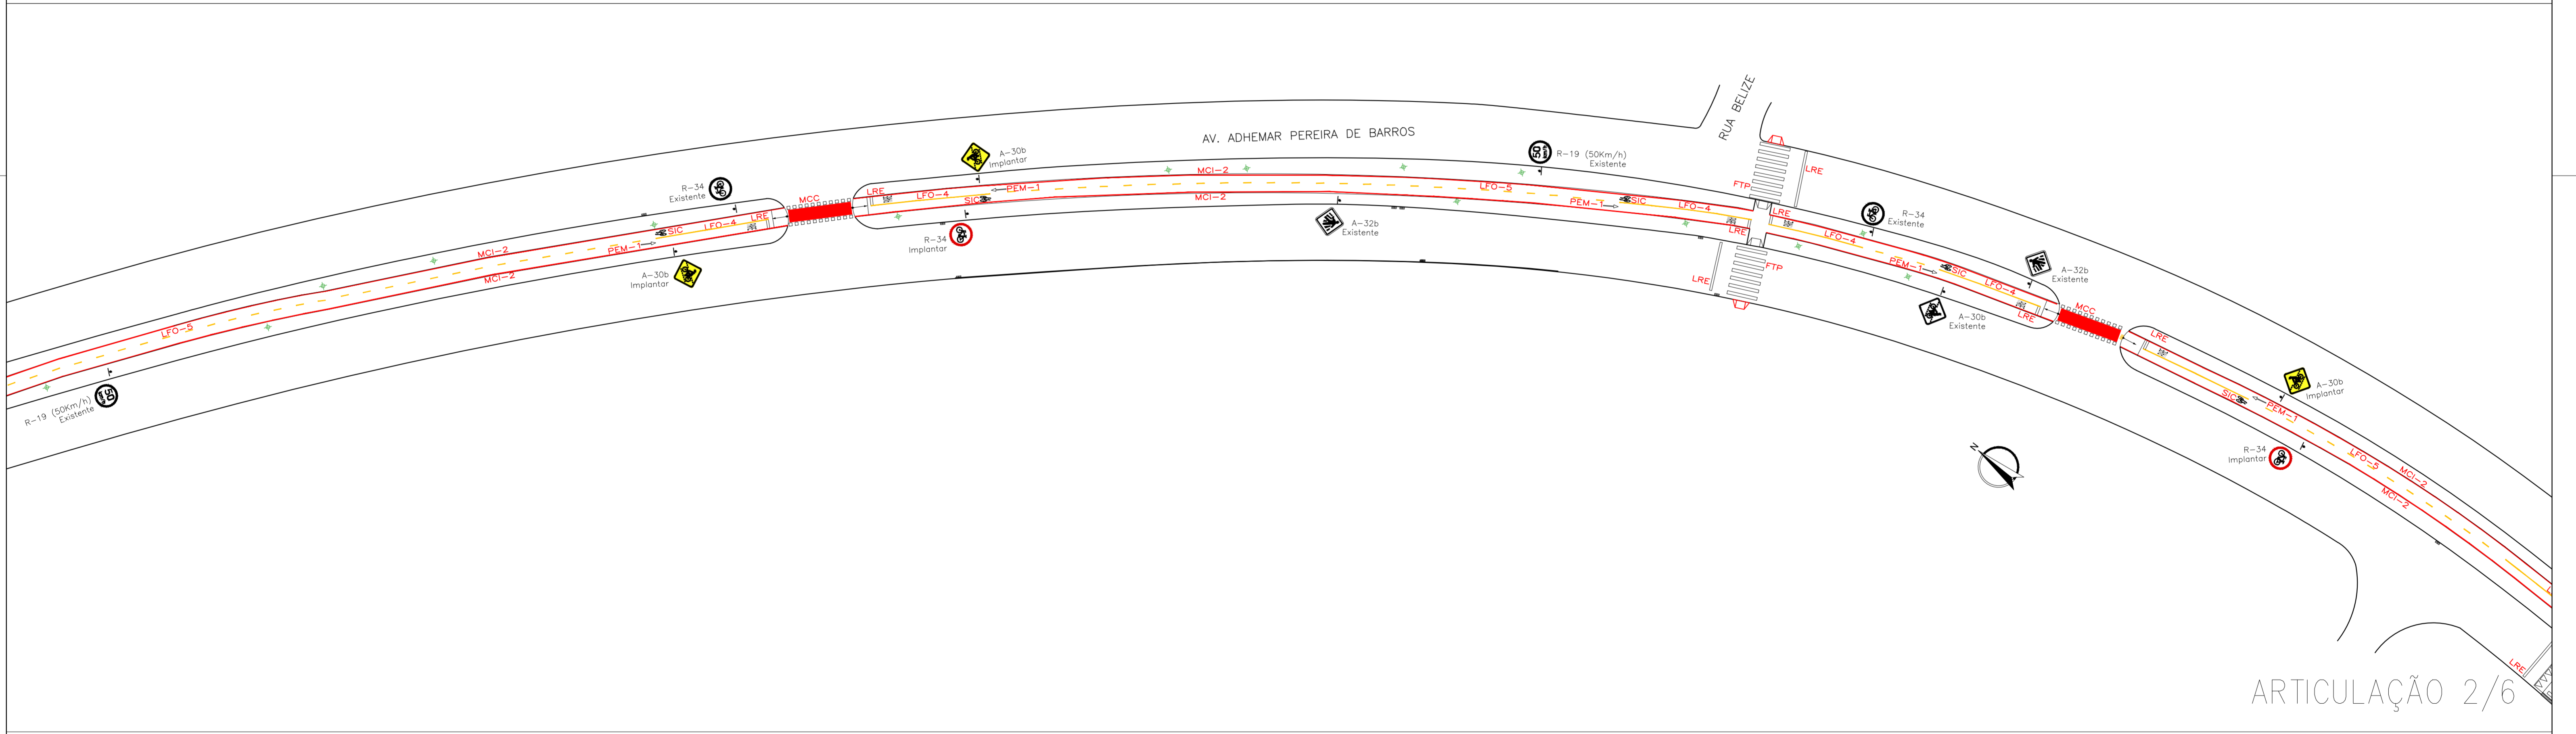 RUA BELIZE
AV. ADHEMAR PEREIRA DE BARROS
A-30b
Implantar
50
km/h
R-19 (50Km/h)
Existente
LRE
MCI-2
FTP
R-34
Existente
MCC
LRE
LFO-4
PEM-1
LFO-5
SIC
LFO-4
LRE
R-34
Existente
LRE
SIC
LFO-4
SIC
MCI-2
PEM-1
LRE
LFO-4
A-32b
Existente
R-34
Implantar
MCI-2
PEM-1
SIC
LFO-4
A-32b
Existente
MCI-2
A-30b
Implantar
LRE
FTP
PEM-1
A-30b
Existente
LRE
MCC
LFO-5
50
km/h
R-19 (50Km/h)
Existente
LRE
A-30b
Implantar
SIC
PEM-1
R-34
Implantar
LFO-5
MCI-2
MCI-2
N
LRE
ARTICULAÇÃO 2/6